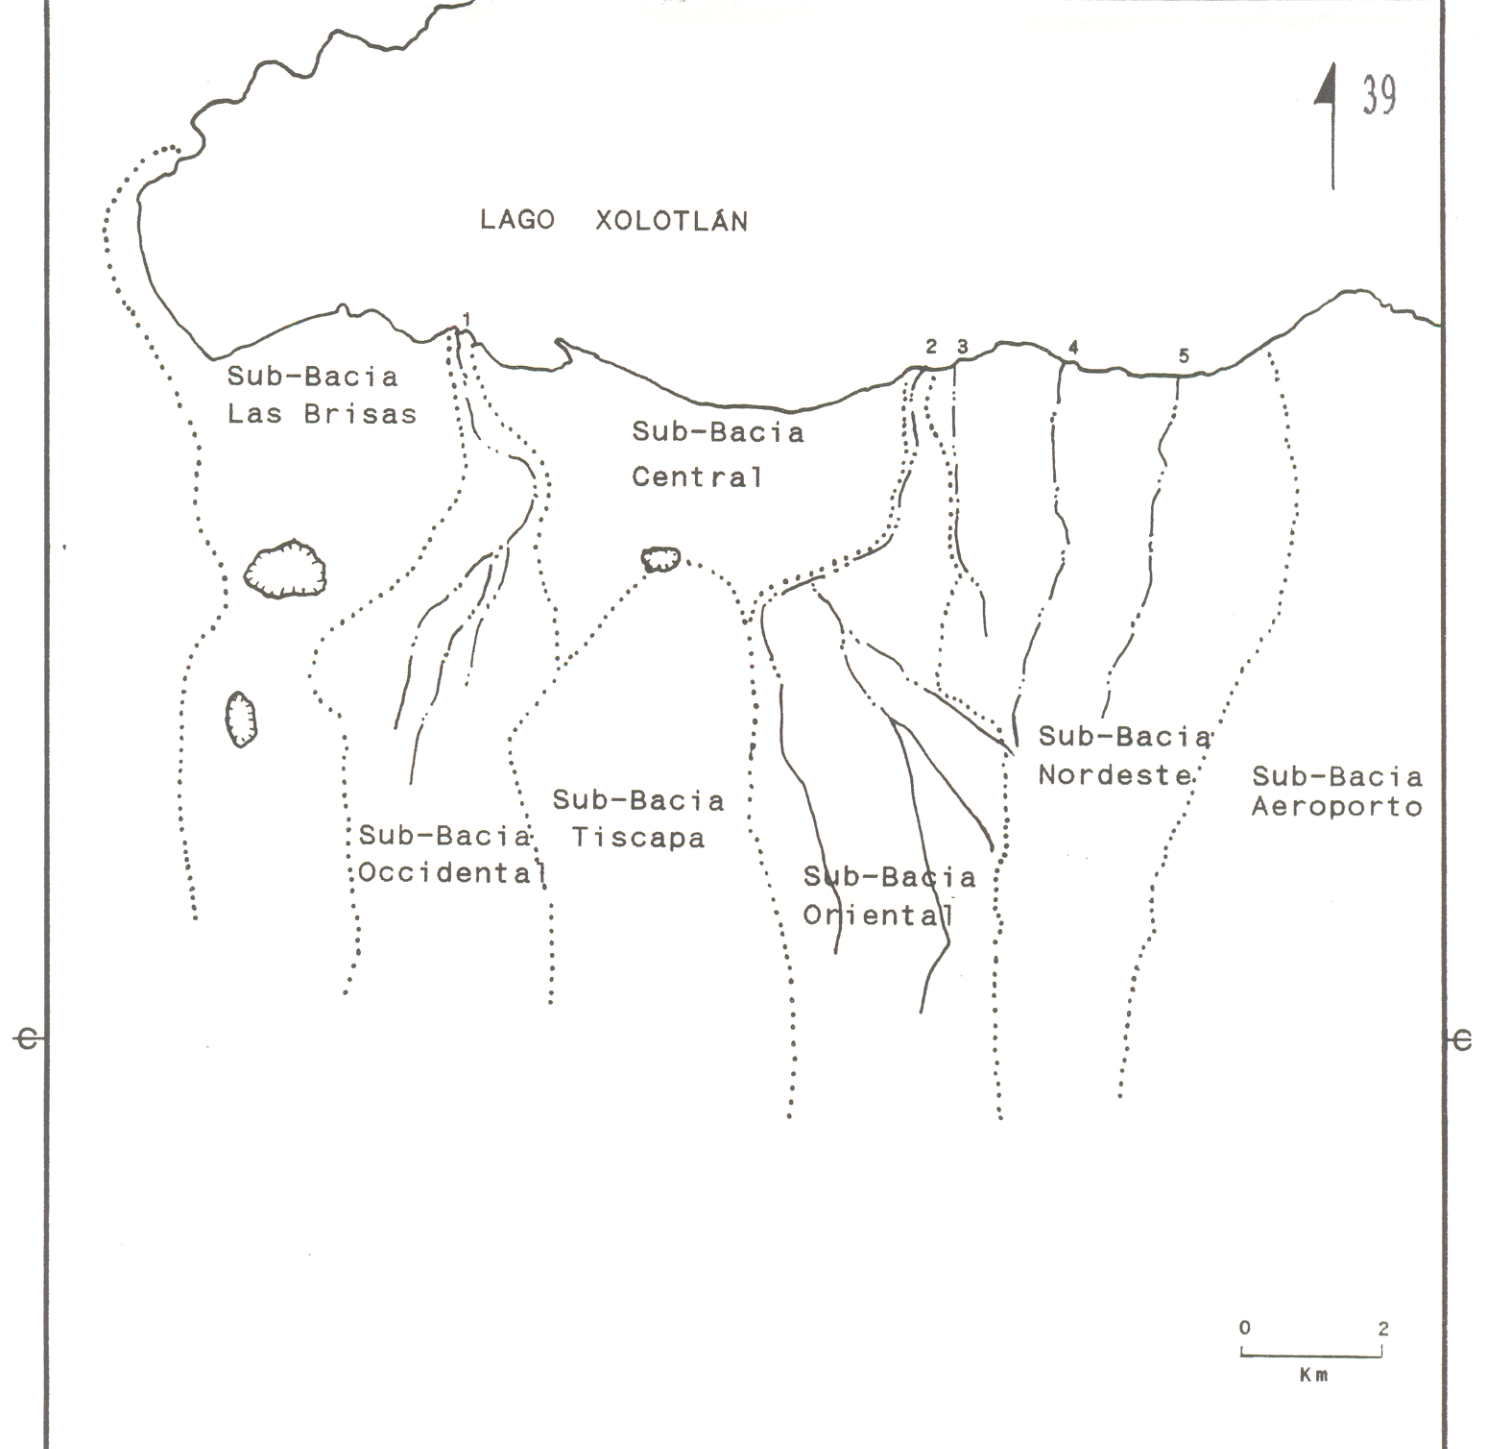 39
LAGO XOLOTLÁN
1
2
3
4
5
Sub-Bacia
Las Brisas
Sub-Bacia
Central
Sub-Bacia
Nordeste
Sub-Bacia
Aeroporto
Sub-Bacia
Tiscapa
Sub-Bacia
Occidental
Sub-Bacia
Oriental
0 2
Km